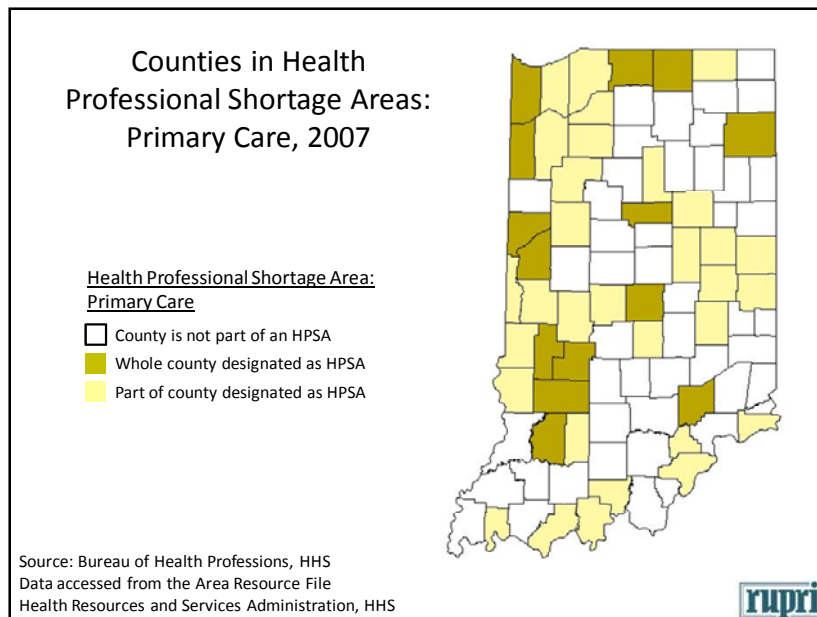 Counties in Health
Professional Shortage Areas:
Primary Care, 2007
Health Professional Shortage Area:
Primary Care
County is not part of an HPSA
Whole county designated as HPSA
Part of county designated as HPSA
Source: Bureau of Health Professions, HHS
Data accessed from the Area Resource File
Health Resources and Services Administration, HHS
rupri